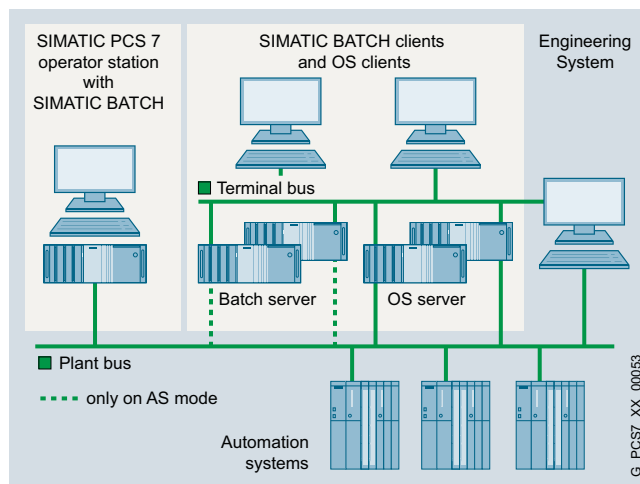 SIMATIC PCS 7
operator station
with
SIMATIC BATCH
SIMATIC BATCH clients
and OS clients
Engineering
System
Terminal bus
Batch server
OS server
Plant bus
only on AS mode
Automation
systems
G_PCS7_XX_00053